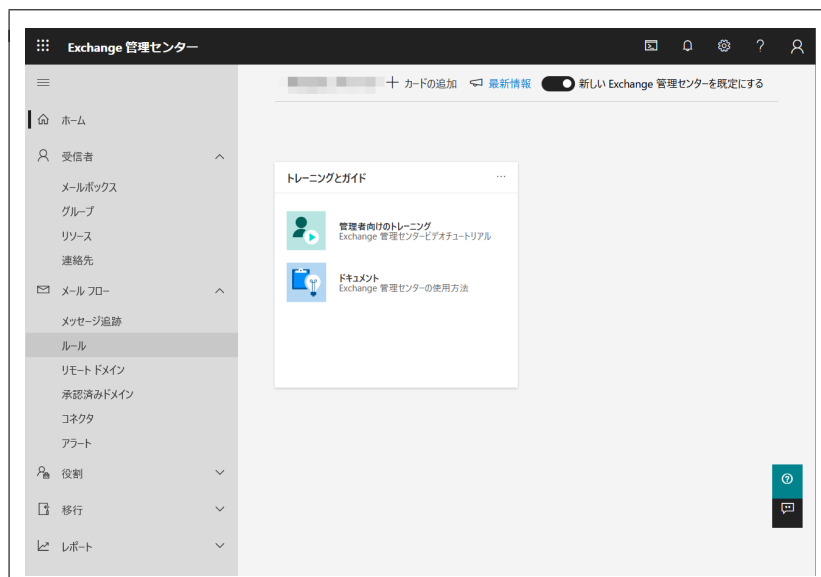 Exchange 管理センター
カードの追加 最新情報 新しい Exchange 管理センターを既定にする
ホーム
受信者
メールボックス
グループ
リソース
連絡先
メール フロー
メッセージ追跡
ルール
リモート ドメイン
承認済みドメイン
コネクタ
アラート
役割
移行
レポート
トレーニングとガイド
管理者向けのトレーニング
Exchange 管理センタービデオチュートリアル
ドキュメント
Exchange 管理センターの使用方法